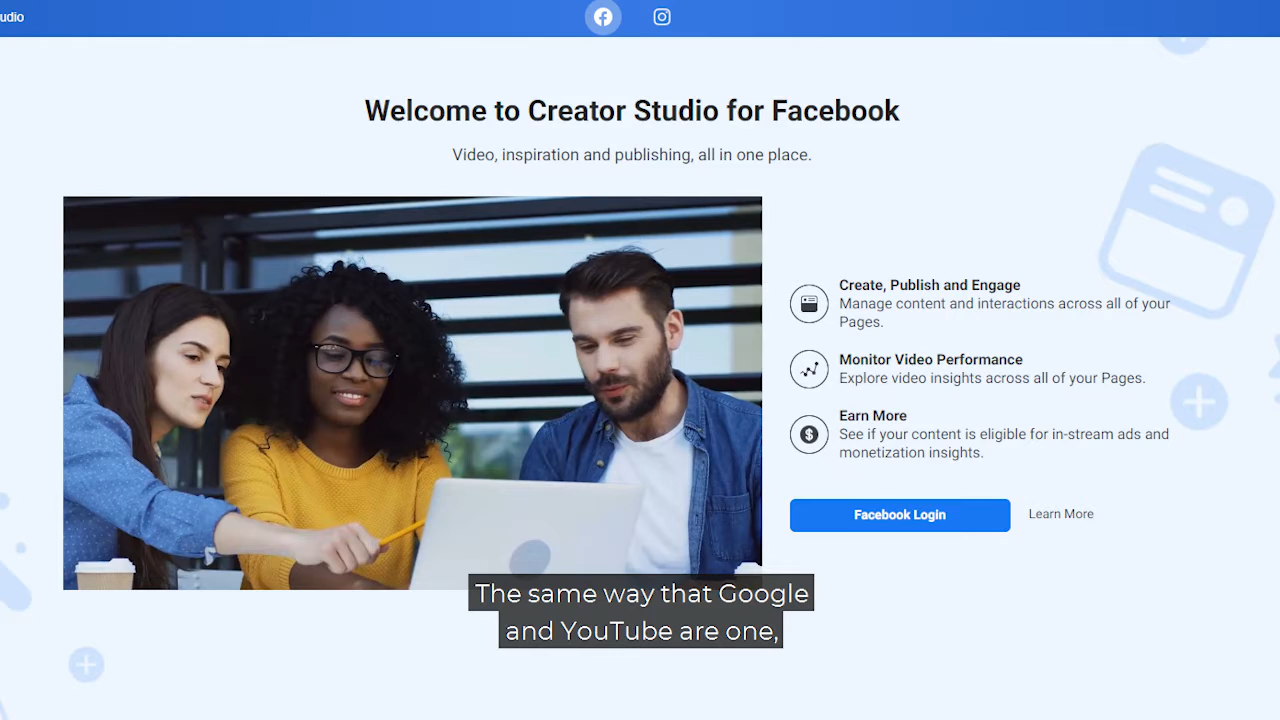 udio
Welcome to Creator Studio for Facebook
Video, inspiration and publishing, all in one place.
Create, Publish and Engage
Manage content and interactions across all of your
Pages.
Monitor Video Performance
Explore video insights across all of your Pages.
Earn More
See if your content is eligible for in-stream ads and
monetization insights.
Facebook Login
Learn More
The same way that Google
and YouTube are one,